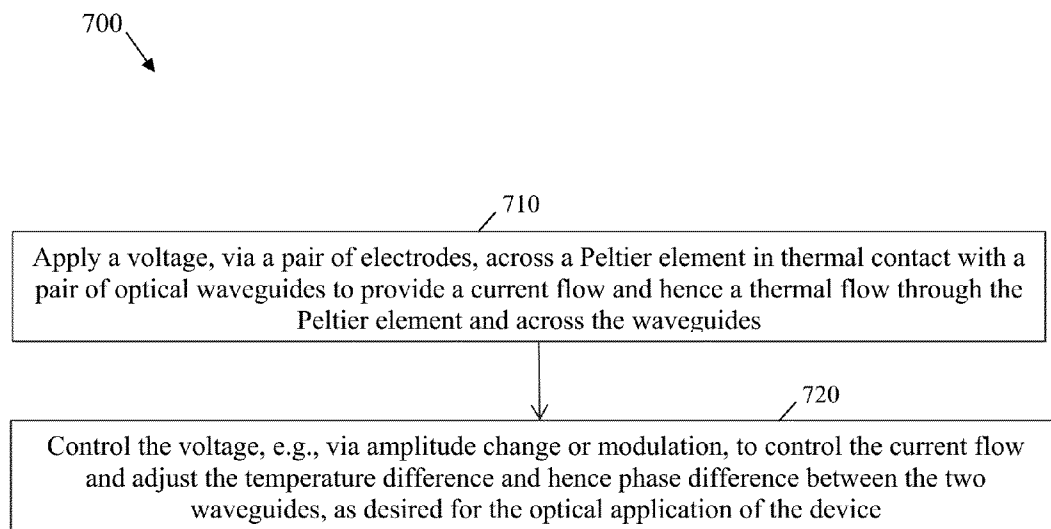 700
710
Apply a voltage, via a pair of electrodes, across a Peltier element in thermal contact with a
pair of optical waveguides to provide a current flow and hence a thermal flow through the
Peltier element and across the waveguides
720
Control the voltage, e.g., via amplitude change or modulation, to control the current flow
and adjust the temperature difference and hence phase difference between the two
waveguides, as desired for the optical application of the device